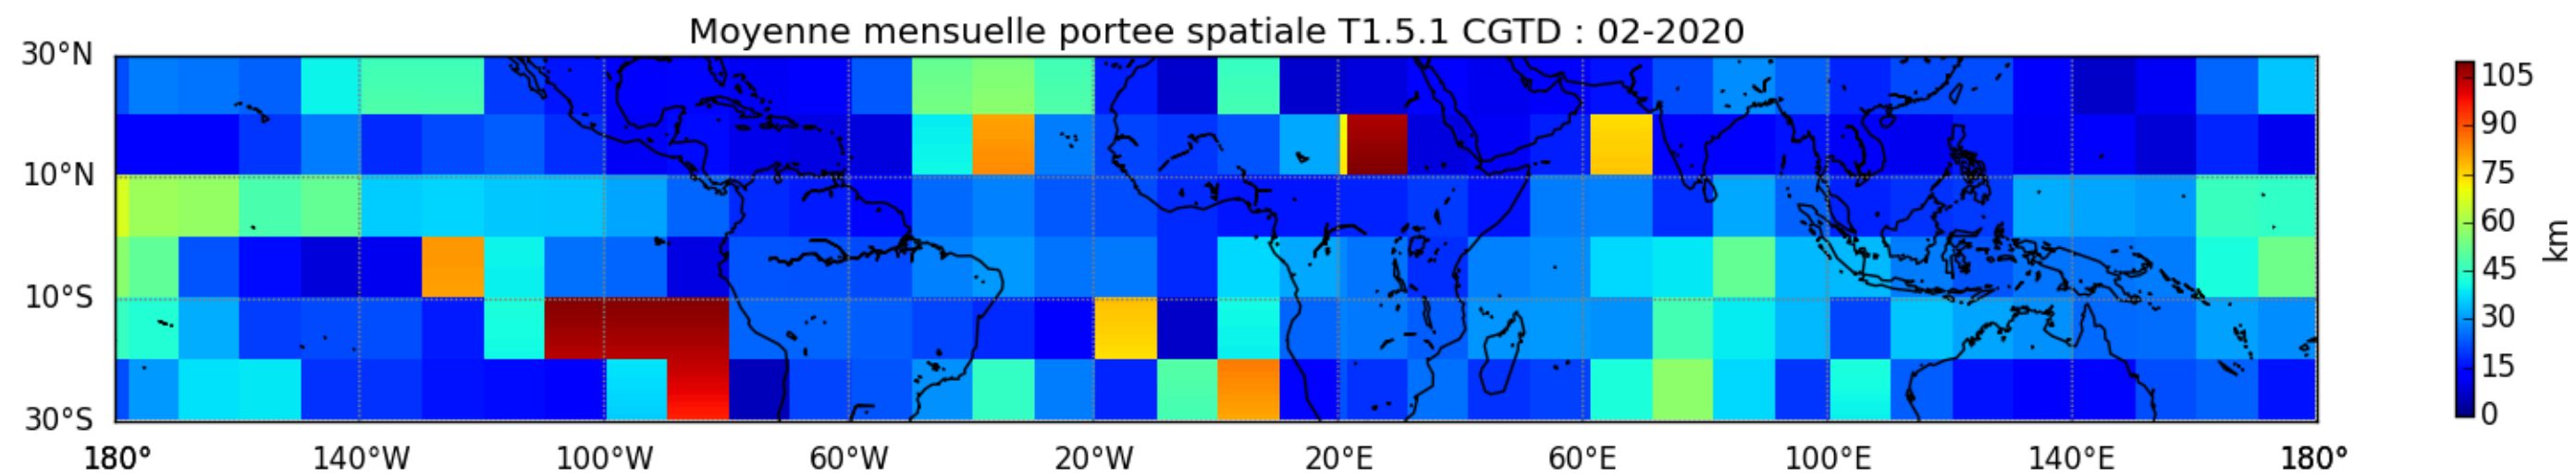 Moyenne mensuelle portee spatiale T1.5.1 CGTD : 02-2020
30°N
10°N
10°S
30°S
180° 140°W 100°W 60°W 20°W 20°E 60°E 100°E 140°E 180°
105
90
75
60
45
30
15
0
km